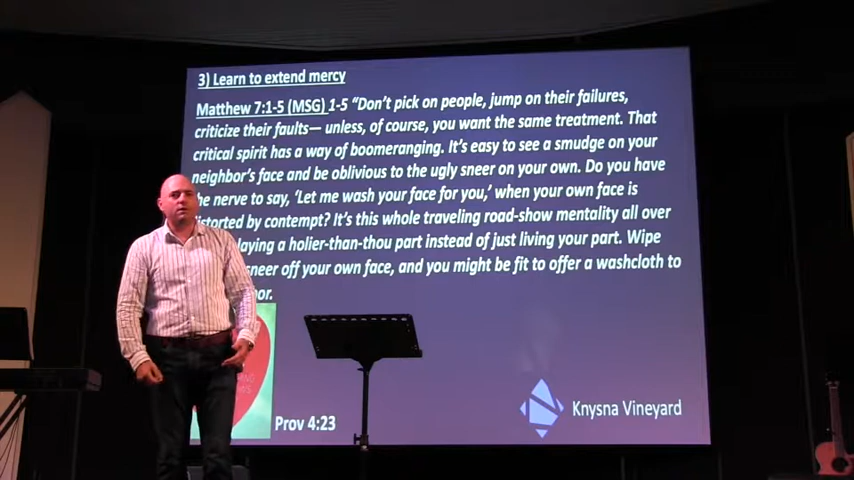 3) Learn to extend mercy
Matthew 7:1-5 (MSG) 1-5 “Don’t pick on people, jump on their failures,
criticize their faults— unless, of course, you want the same treatment. That
critical spirit has a way of boomeranging. It’s easy to see a smudge on your
neighbor’s face and be oblivious to the ugly sneer on your own. Do you have
the nerve to say, ‘Let me wash your face for you,’ when your own face is
distorted by contempt? It’s this whole traveling road-show mentality all over
playing a holier-than-thou part instead of just living your part. Wipe
sneer off your own face, and you might be fit to offer a washcloth to
Prov 4:23
Knysna Vineyard